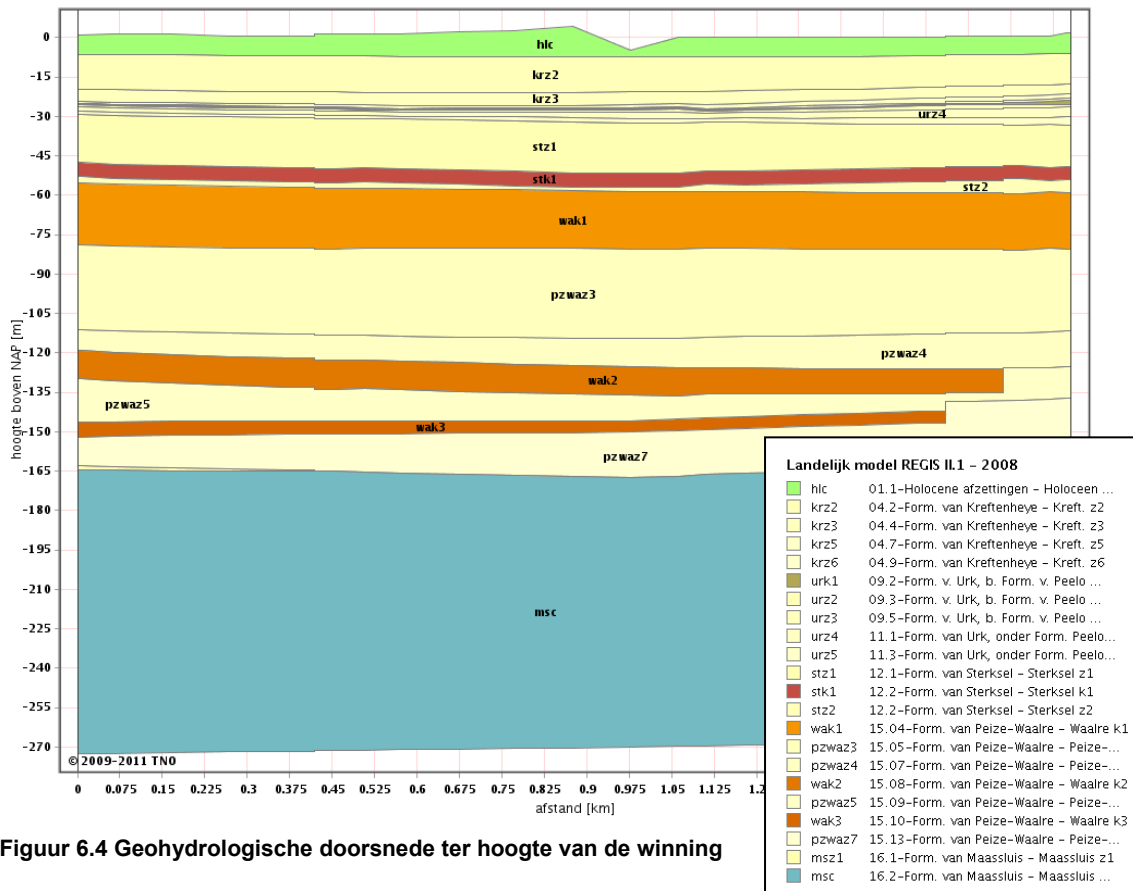 hoogte boven NAP [m]
0
-15
-30
-45
-60
-75
-90
-105
-120
-135
-150
-165
-180
-195
-210
-225
-240
-255
-270
hlc
krz2
krz3
urz4
stz1
stk1
stz2
wak1
pzwaz3
pzwaz4
wak2
pzwaz5
wak3
pzwaz7
msc
© 2009-2011 TNO
0 0.075 0.15 0.225 0.3 0.375 0.45 0.525 0.6 0.675 0.75 0.825 0.9 0.975 1.05 1.125 1.2
afstand [km]
Landelijk model REGIS II.1 - 2008
hlc 01.1-Holocene afzettingen - Holoceen ...
krz2 04.2-Form. van Kreftenheye - Kreft. z2
krz3 04.4-Form. van Kreftenheye - Kreft. z3
krz5 04.7-Form. van Kreftenheye - Kreft. z5
krz6 04.9-Form. van Kreftenheye - Kreft. z6
urk1 09.2-Form. v. Urk, b. Form. v. Peelo ...
urz2 09.3-Form. v. Urk, b. Form. v. Peelo ...
urz3 09.5-Form. v. Urk, b. Form. v. Peelo ...
urz4 11.1-Form. van Urk, onder Form. Peelo...
urz5 11.3-Form. van Urk, onder Form. Peelo...
stz1 12.1-Form. van Sterksel - Sterksel z1
stk1 12.2-Form. van Sterksel - Sterksel k1
stz2 12.2-Form. van Sterksel - Sterksel z2
wak1 15.04-Form. van Peize-Waalre - Waalre k1
pzwaz3 15.05-Form. van Peize-Waalre - Peize-...
pzwaz4 15.07-Form. van Peize-Waalre - Peize-...
wak2 15.08-Form. van Peize-Waalre - Waalre k2
pzwaz5 15.09-Form. van Peize-Waalre - Peize-...
wak3 15.10-Form. van Peize-Waalre - Waalre k3
pzwaz7 15.13-Form. van Peize-Waalre - Peize-...
msz1 16.1-Form. van Maassluis - Maassluis z1
msc 16.2-Form. van Maassluis - Maassluis ...
Figuur 6.4 Geohydrologische doorsnede ter hoogte van de winning